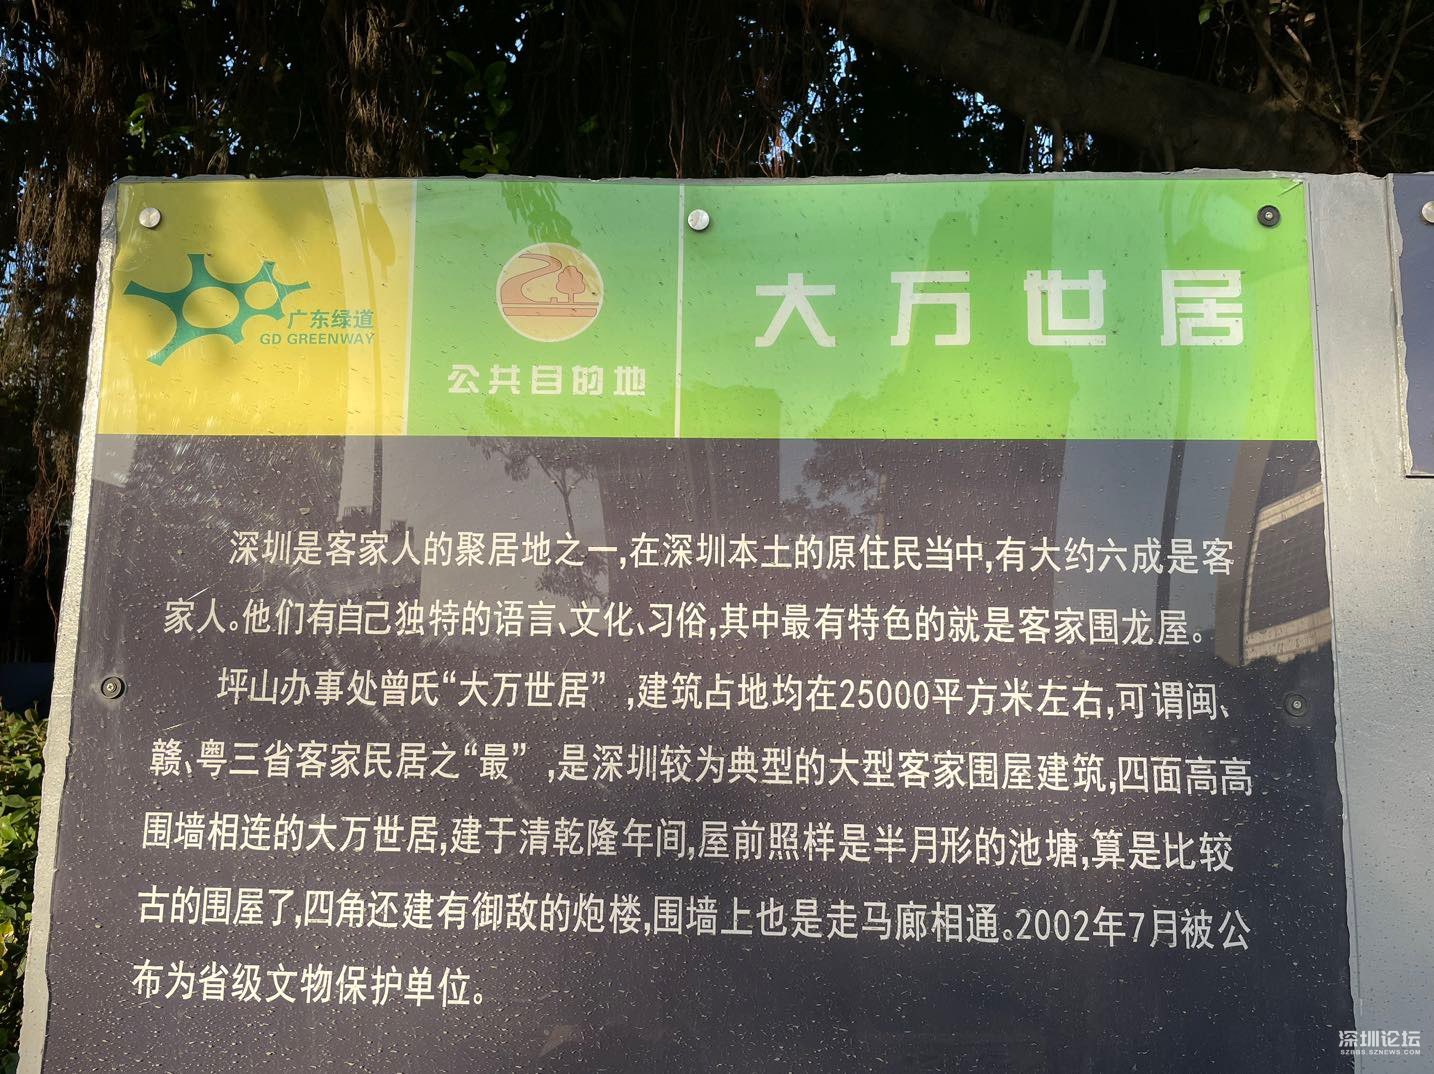 广东绿道
GD GREENWAY
公共目的地
大万世居
深圳是客家人的聚居地之一,在深圳本土的原住民当中,有大约六成是客
家人。他们有自己独特的语言、文化、习俗,其中最有特色的就是客家围龙屋。
坪山办事处曾氏“大万世居”,建筑占地均在25000平方米左右,可谓闽、
赣、粤三省客家民居之“最”,是深圳较为典型的大型客家围屋建筑,四面高高
围墙相连的大万世居,建于清乾隆年间,屋前照样是半月形的池塘,算是比较
古的围屋了,四角还建有御敌的炮楼,围墙上也是走马廊相通。2002年7月被公
布为省级文物保护单位。
深圳论坛
SZBBS.SZNEWS.COM